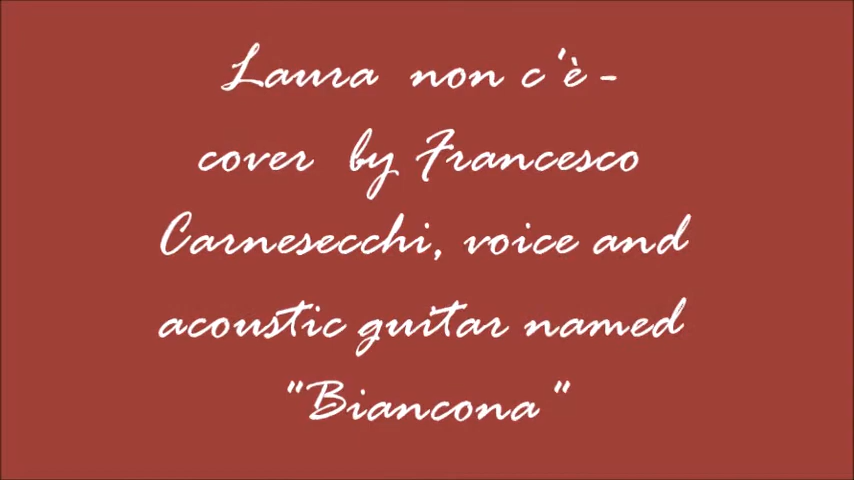 Laura non c'è -
cover by Francesco
Carnesecchi, voice and
acoustic guitar named
"Biancona"